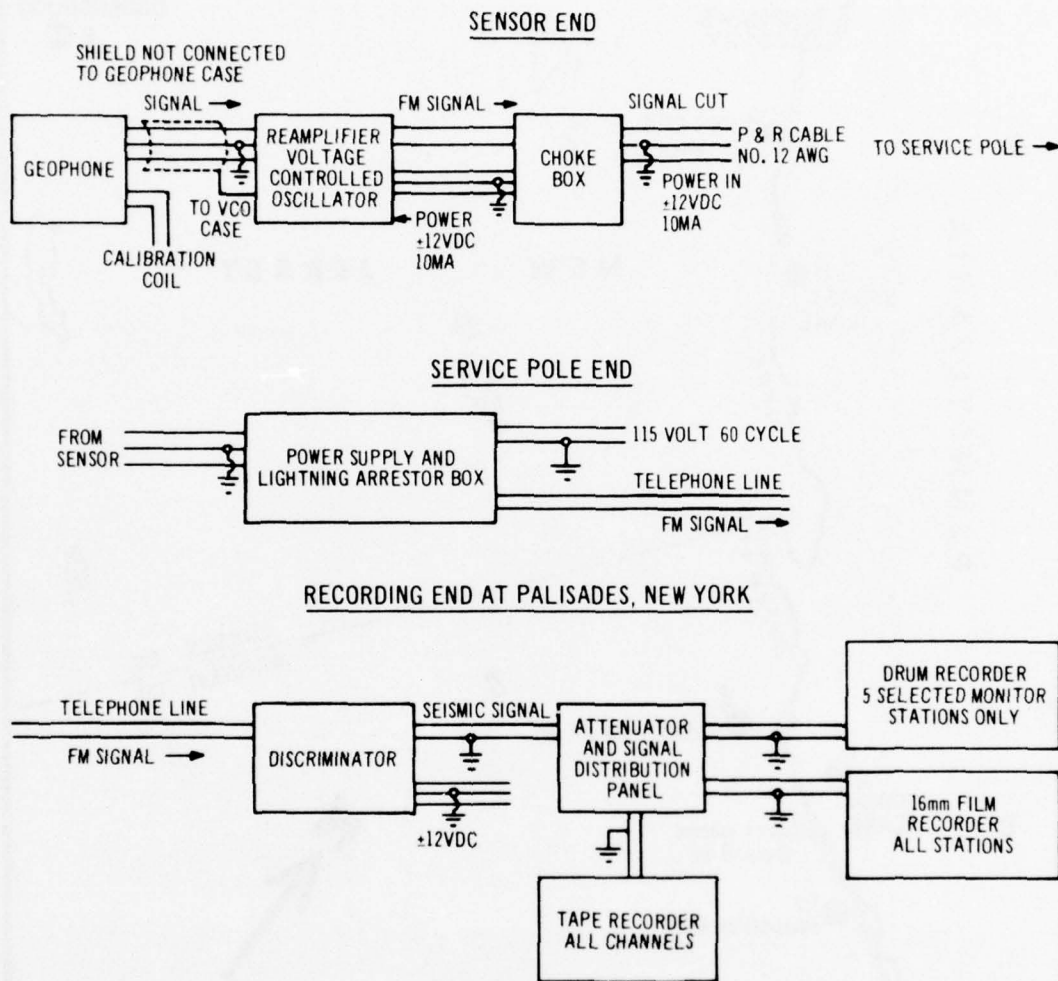 SENSOR END
SHIELD NOT CONNECTED
TO GEOPHONE CASE
SIGNAL →
FM SIGNAL →
SIGNAL CUT
GEOPHONE
REAMPLIFIER
VOLTAGE
CONTROLLED
OSCILLATOR
CHOKE
BOX
P & R CABLE
NO. 12 AWG
TO SERVICE POLE →
TO VCO
CASE
POWER
±12VDC
10MA
POWER IN
±12VDC
10MA
CALIBRATION
COIL
SERVICE POLE END
FROM
SENSOR
POWER SUPPLY AND
LIGHTNING ARRESTOR BOX
115 VOLT 60 CYCLE
TELEPHONE LINE
FM SIGNAL →
RECORDING END AT PALISADES, NEW YORK
TELEPHONE LINE
FM SIGNAL →
DISCRIMINATOR
SEISMIC SIGNAL
±12VDC
ATTENUATOR
AND SIGNAL
DISTRIBUTION
PANEL
DRUM RECORDER
5 SELECTED MONITOR
STATIONS ONLY
16mm FILM
RECORDER
ALL STATIONS
TAPE RECORDER
ALL CHANNELS